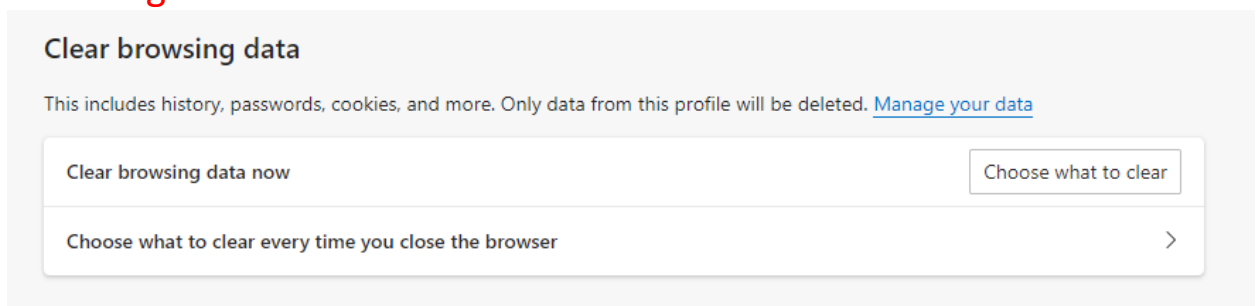 Clear browsing data
This includes history, passwords, cookies, and more. Only data from this profile will be deleted. Manage your data
Clear browsing data now
Choose what to clear
Choose what to clear every time you close the browser